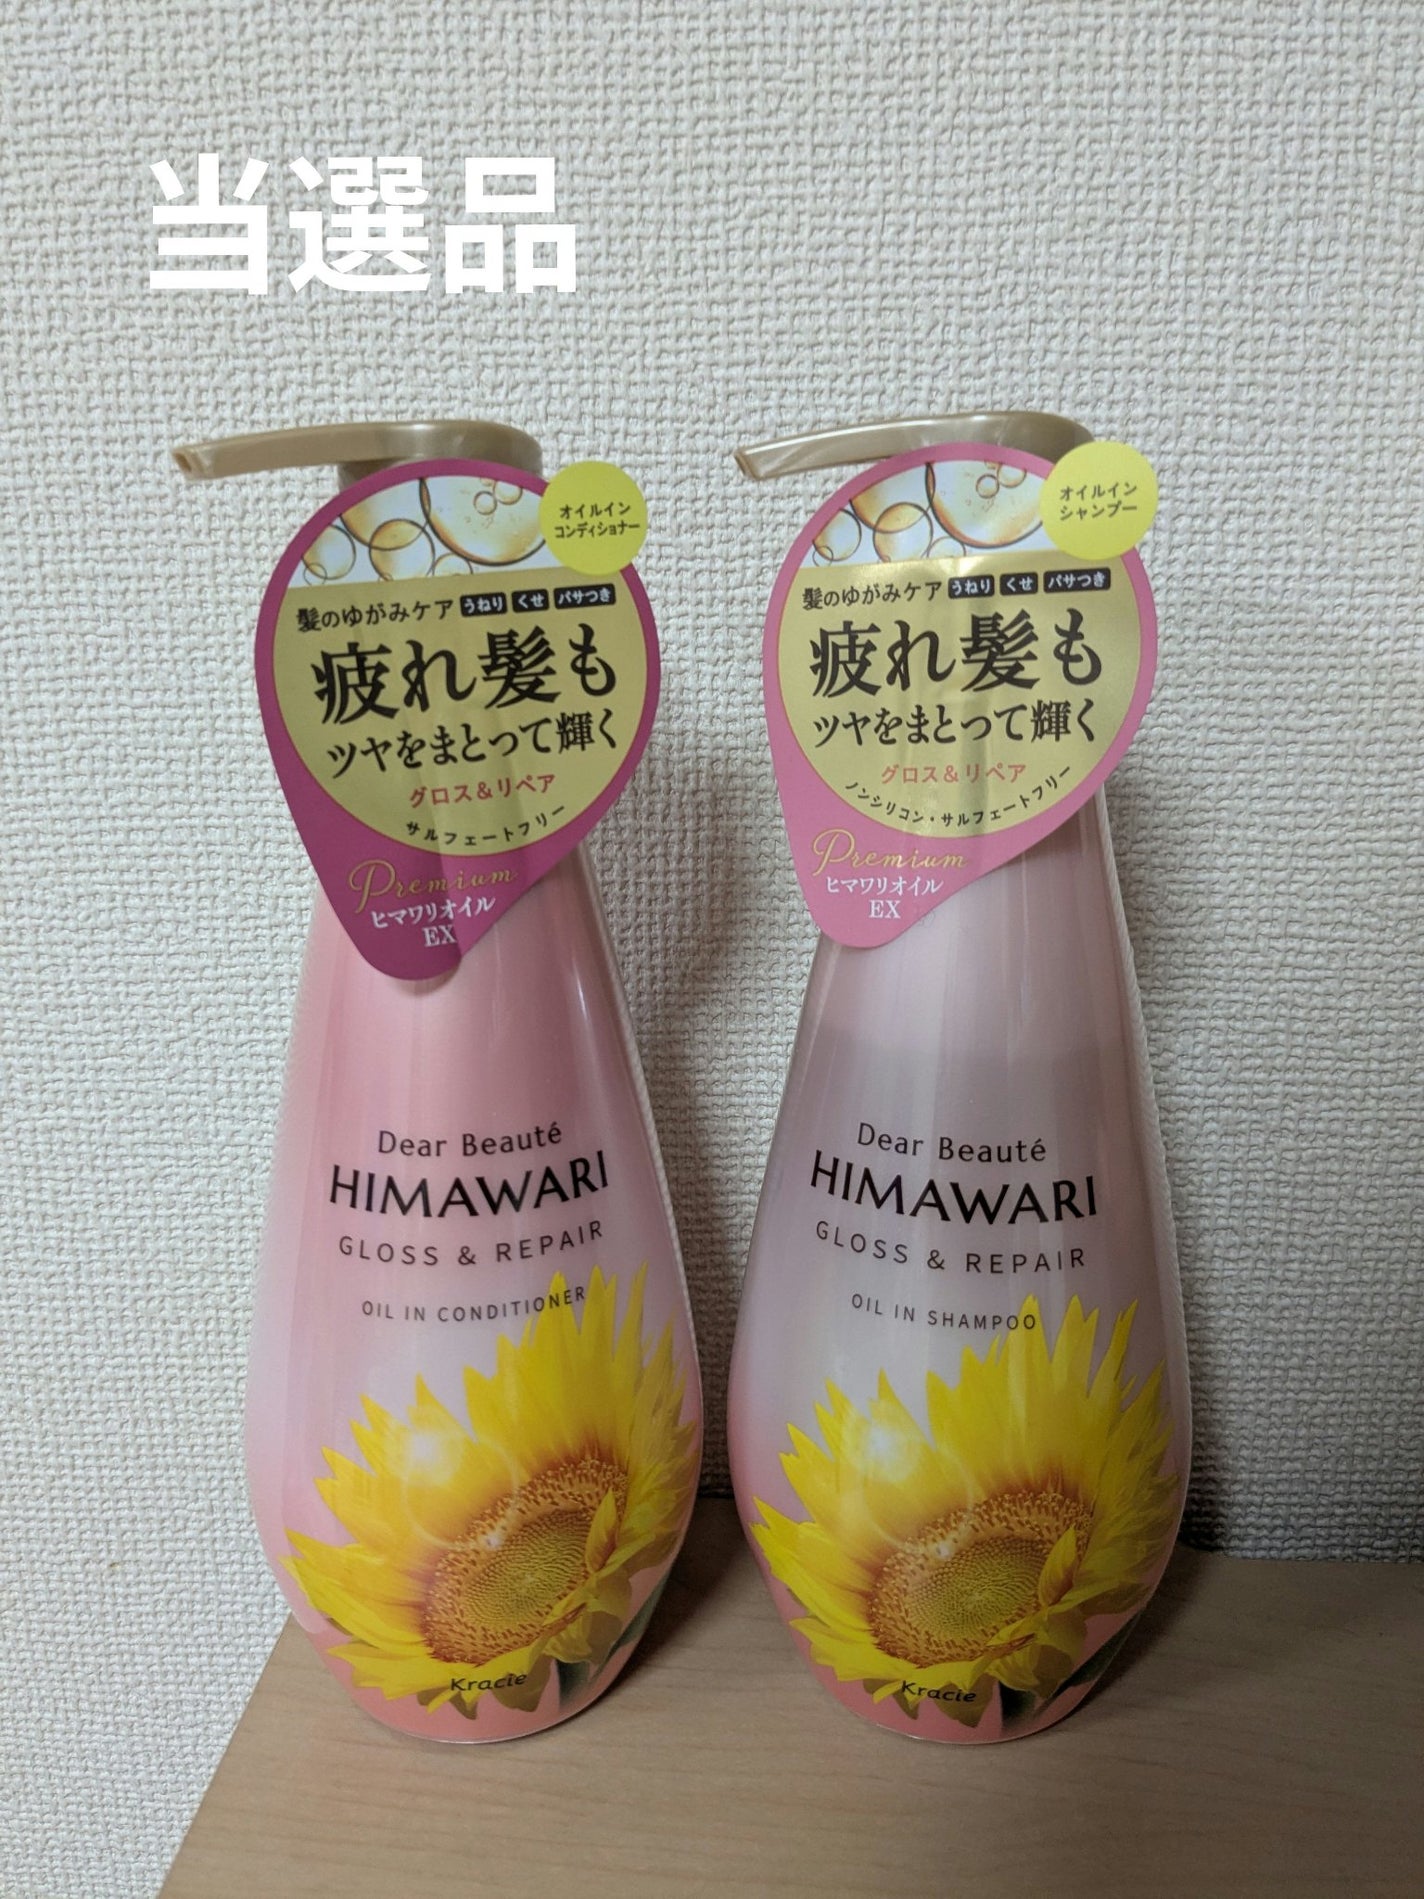 当選品
オイルイン
コンディショナー
髪のゆがみケア うねり くせ パサつき
疲れ髪も
ツヤをまとって輝く
グロス&リペア
サルフェートフリー
Premium
ヒマワリオイル
EX
Dear Beauté
HIMAWARI
GLOSS & REPAIR
OIL IN CONDITIONER
Kracie
オイルイン
シャンプー
髪のゆがみケア うねり くせ パサつき
疲れ髪も
ツヤをまとって輝く
グロス&リペア
ノンシリコン・サルフェートフリー
Premium
ヒマワリオイル
EX
Dear Beauté
HIMAWARI
GLOSS & REPAIR
OIL IN SHAMPOO
Kracie